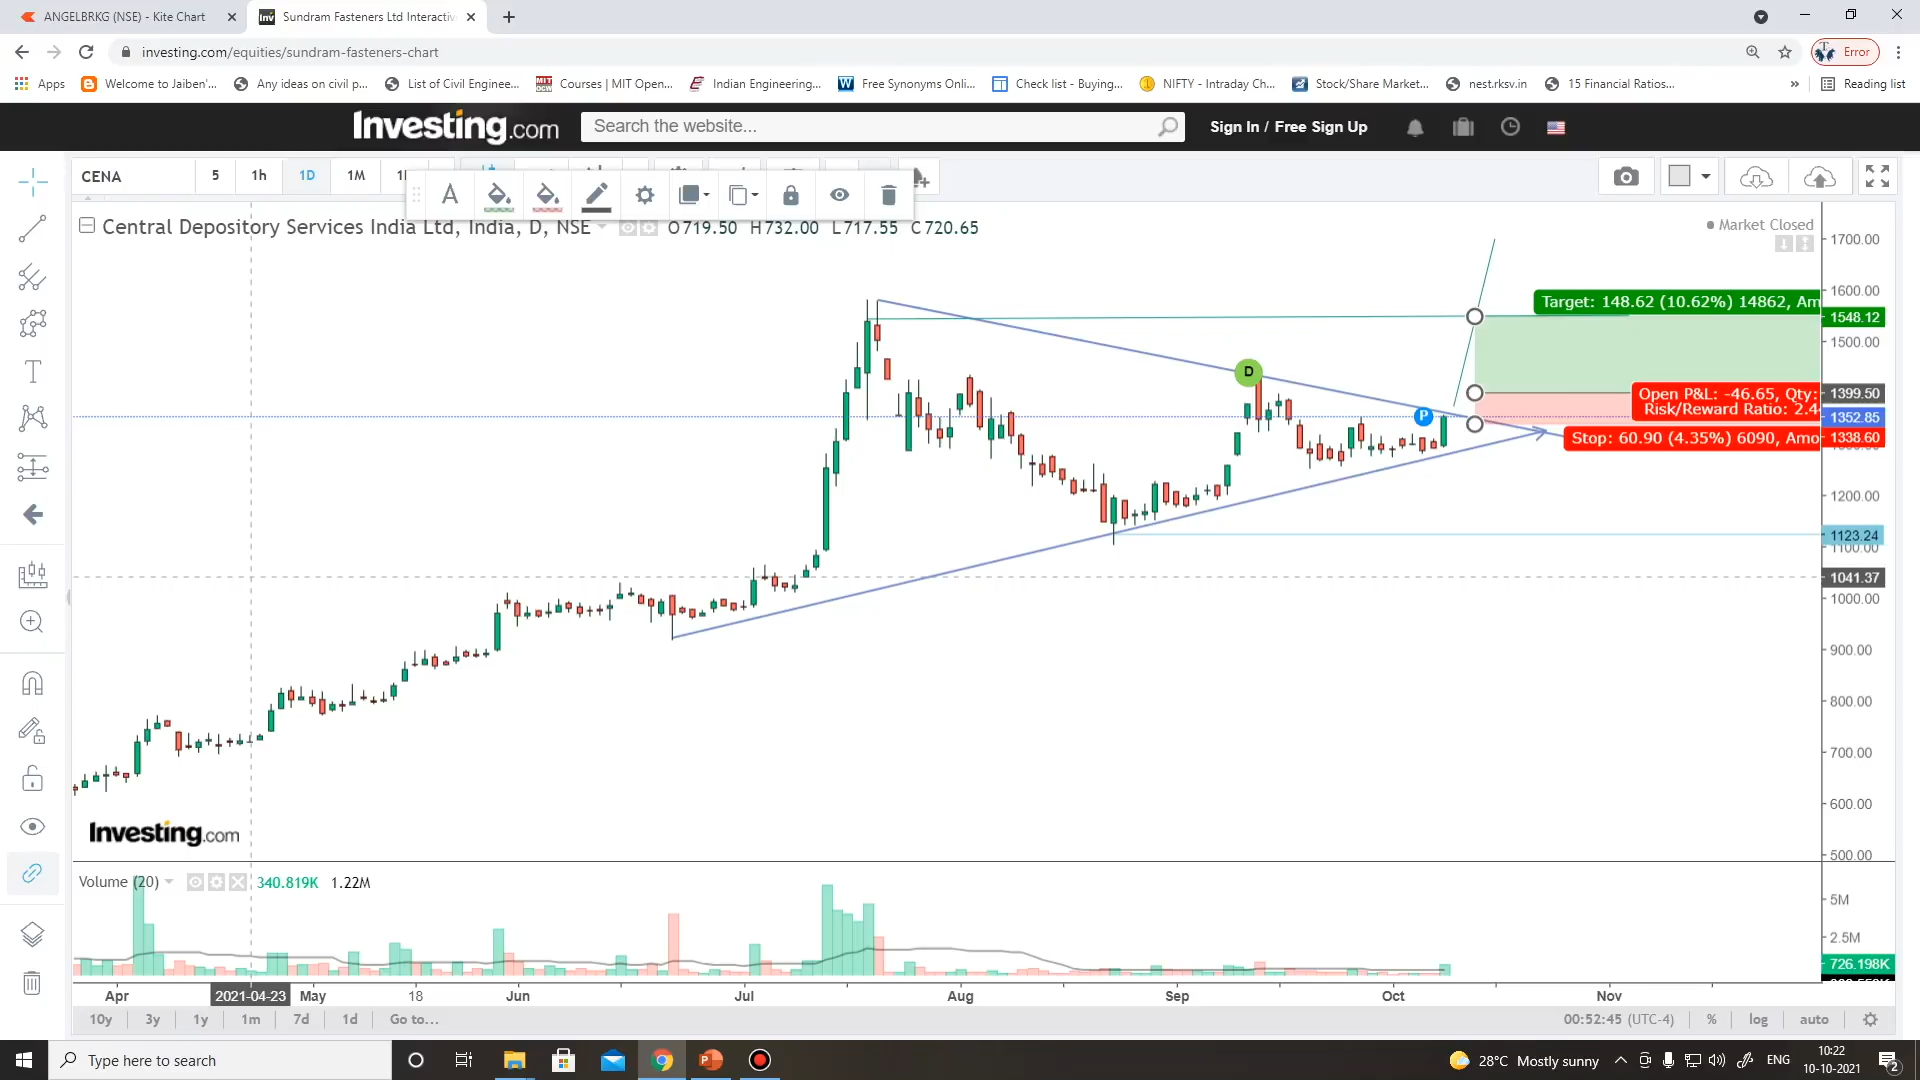 ANGELBRKG (NSE) - Kite Chart
Sundram Fasteners Ltd Interactiv
investing.com/equities/sundram-fasteners-chart
Error
Apps
Welcome to Jaiben'...
Any ideas on civil p...
List of Civil Enginee...
Courses | MIT Open...
Indian Engineering...
Free Synonyms Onli...
Check list - Buying,...
NIFTY - Intraday Ch...
Stock/Share Market...
nest.rksv.in
15 Financial Ratios...
Reading list
Investing.com
Search the website...
Sign In / Free Sign Up
CENA
5
1h
1D
1M
Central Depository Services India Ltd, India, D, NSE
O719.50 H732.00 L717.55 C720.65
Market Closed
1700.00
1600.00
Target: 148.62 (10.62%) 14862, Am
1548.12
1500.00
D
Open P&L: -46.65, Qty:
1399.50
Risk/Reward Ratio: 2.4
P
1352.85
Stop: 60.90 (4.35%) 6090, Amo
1338.60
1200.00
1123.24
1100.00
1041.37
1000.00
900.00
800.00
700.00
600.00
500.00
Investing.com
Volume (20)
340.819K 1.22M
5M
2.5M
726.198K
Apr
2021-04-23
May
18
Jun
Jul
Aug
Sep
Oct
Nov
10y
3y
1y
1m
7d
1d
Go to...
00:52:45 (UTC-4)
%
log
auto
Type here to search
28°C Mostly sunny
ENG
10:22
10-10-2021
2